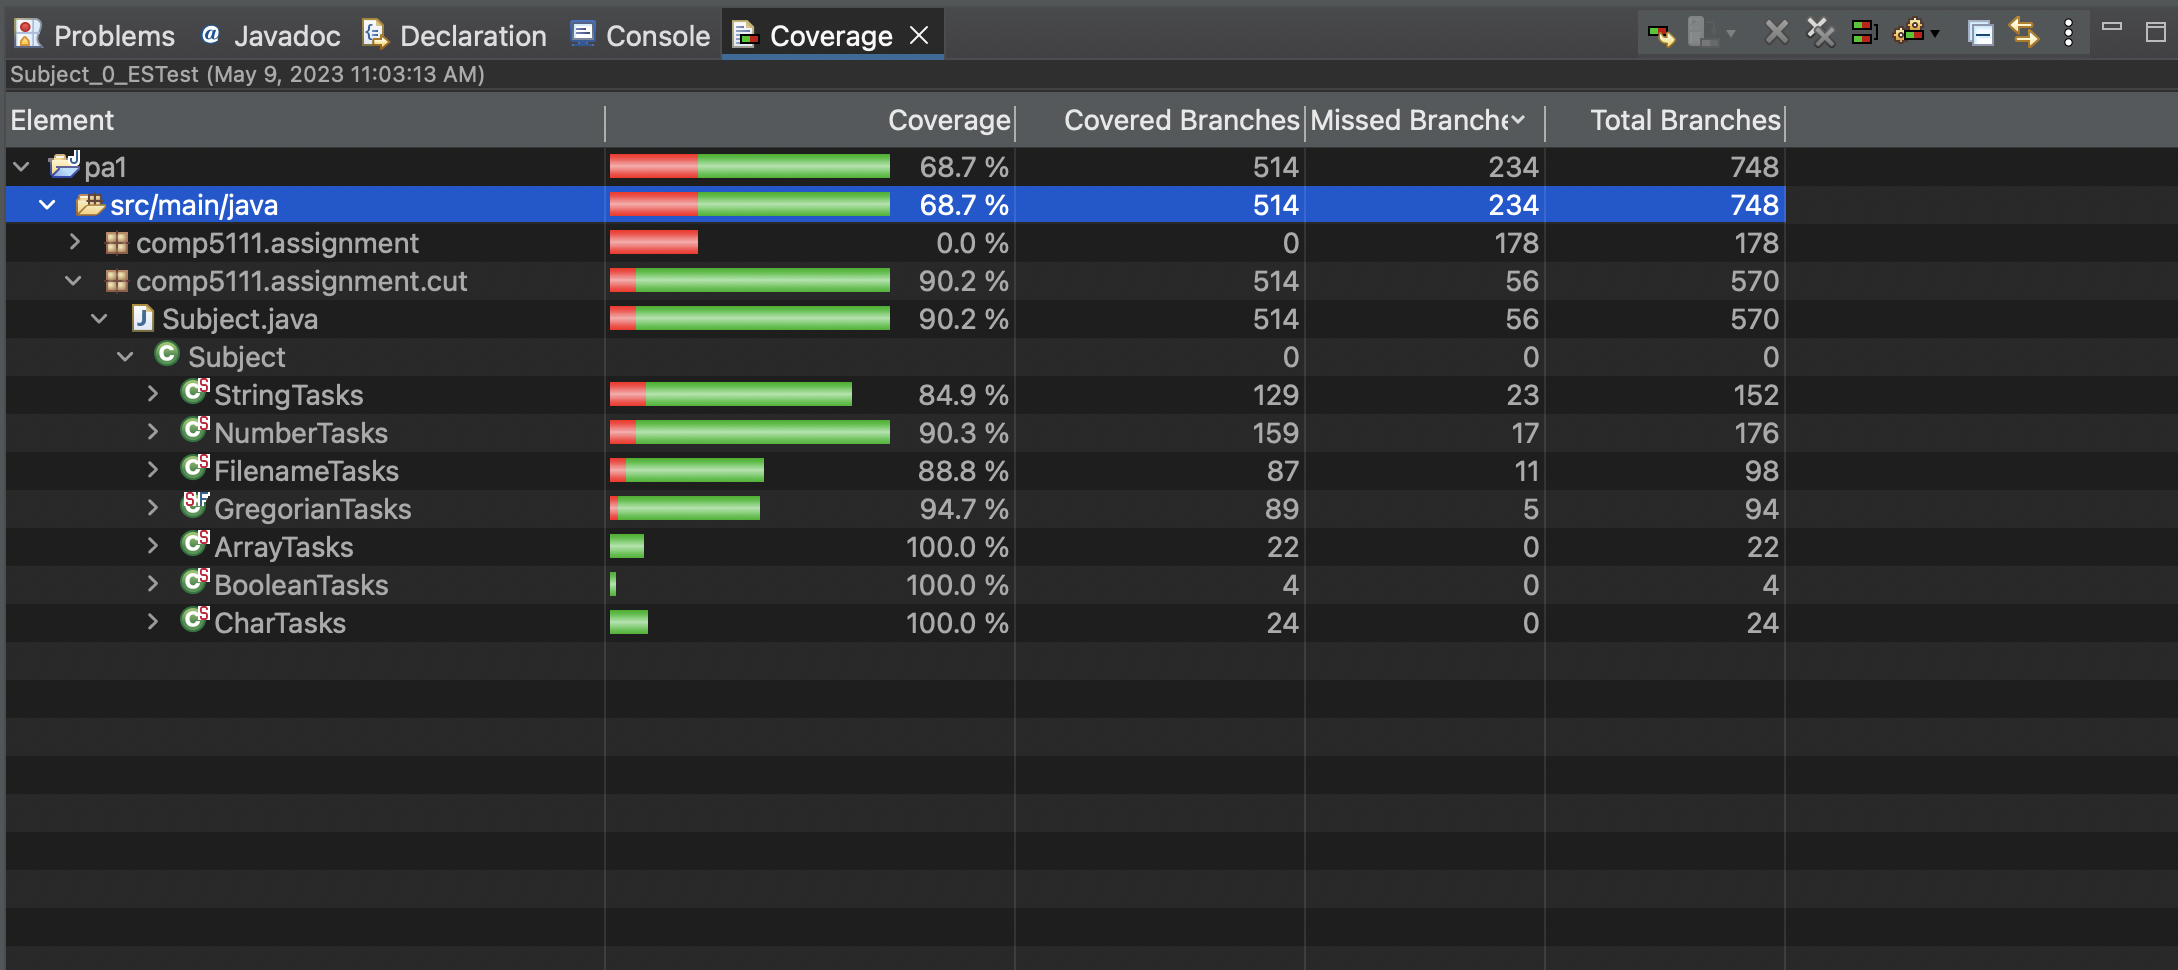 Problems @ Javadoc Declaration Console Coverage
Subject_0_ESTest (May 9, 2023 11:03:13 AM)
Element Coverage Covered Branches Missed Branche Total Branches
pa1 68.7 % 514 234 748
src/main/java 68.7 % 514 234 748
comp5111.assignment 0.0 % 0 178 178
comp5111.assignment.cut 90.2 % 514 56 570
Subject.java 90.2 % 514 56 570
Subject 0 0 0
StringTasks 84.9 % 129 23 152
NumberTasks 90.3 % 159 17 176
FilenameTasks 88.8 % 87 11 98
GregorianTasks 94.7 % 89 5 94
ArrayTasks 100.0 % 22 0 22
BooleanTasks 100.0 % 4 0 4
CharTasks 100.0 % 24 0 24